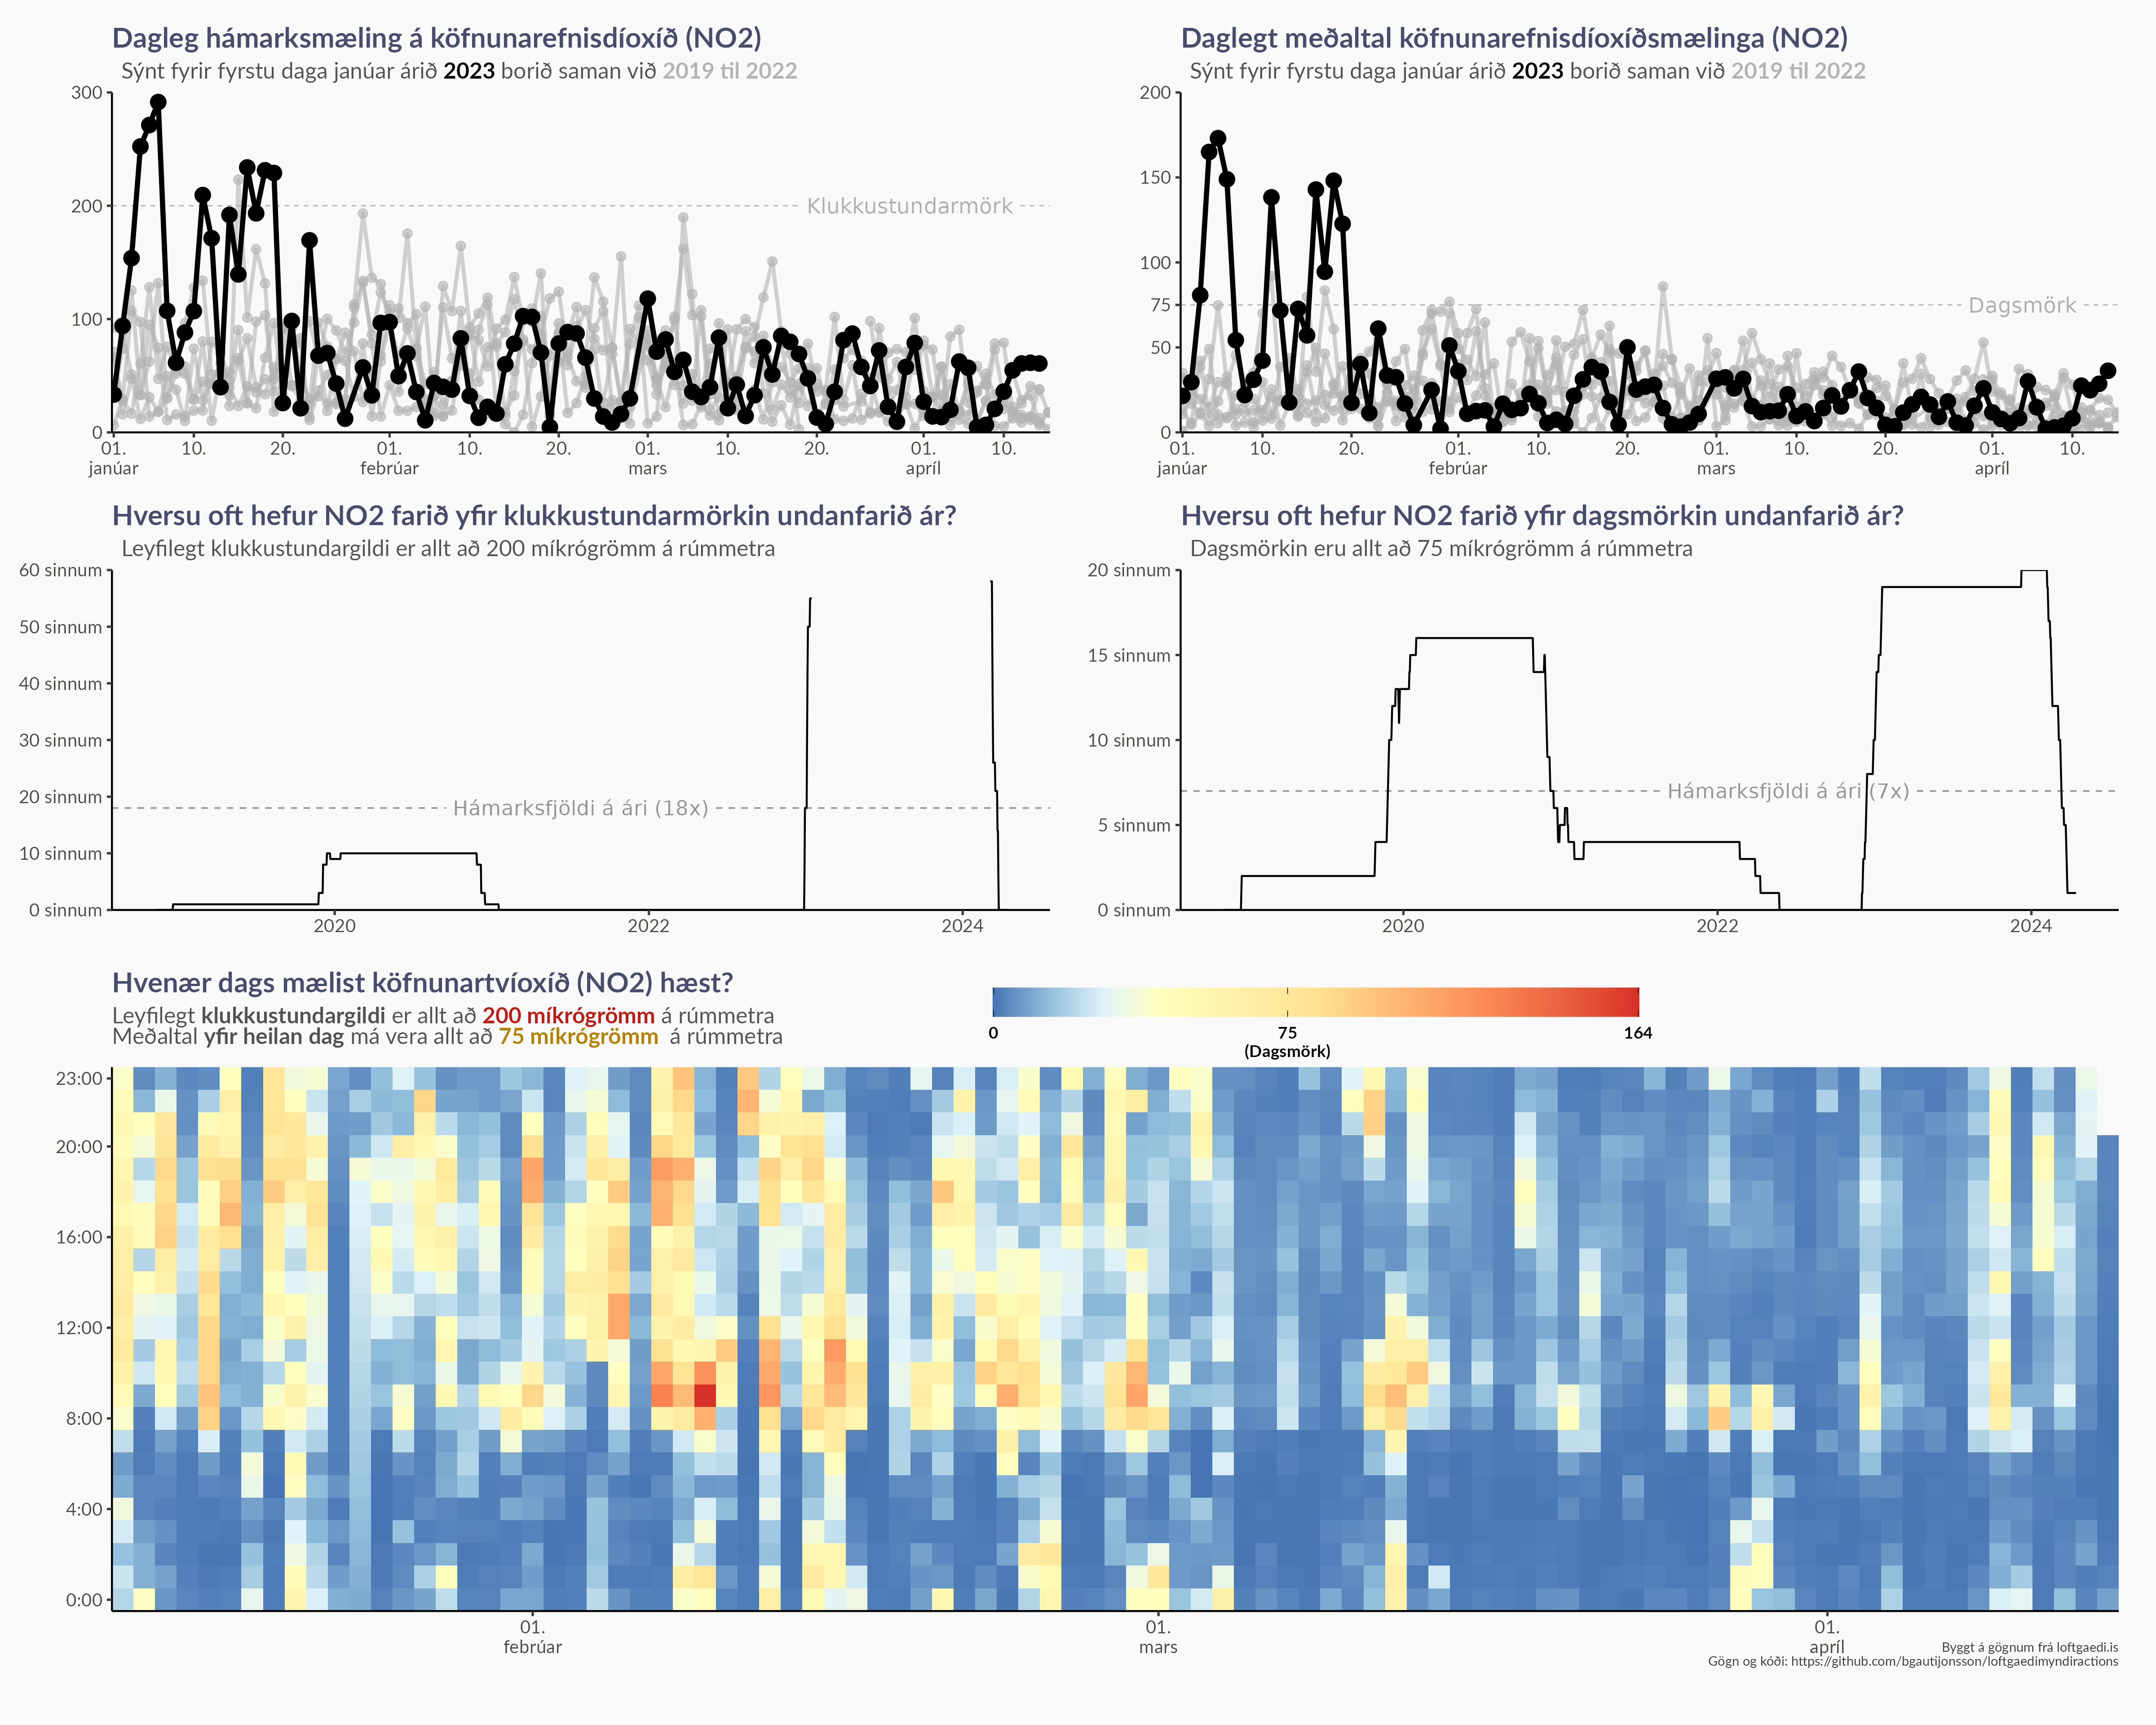 Dagleg hámarksmæling á köfnunarefnisdíoxíð (NO2)
Sýnt fyrir fyrstu daga janúar árið 2023 borið saman við 2019 til 2022
300
200
100
0
Klukkustundarmörk
01. 10. 20. 01. 10. 20. 01. 10. 20. 01. 10.
janúar febrúar mars apríl
Daglegt meðaltal köfnunarefnisdíoxíðsmælinga (NO2)
Sýnt fyrir fyrstu daga janúar árið 2023 borið saman við 2019 til 2022
200
150
100
75
50
0
Dagsmörk
01. 10. 20. 01. 10. 20. 01. 10. 20. 01. 10.
janúar febrúar mars apríl
Hversu oft hefur NO2 farið yfir klukkustundarmörkin undanfarið ár?
Leyfilegt klukkustundargildi er allt að 200 míkrógrömm á rúmmetra
60 sinnum
50 sinnum
40 sinnum
30 sinnum
20 sinnum
10 sinnum
0 sinnum
Hámarksfjöldi á ári (18x)
2020 2022 2024
Hversu oft hefur NO2 farið yfir dagsmörkin undanfarið ár?
Dagsmörkin eru allt að 75 míkrógrömm á rúmmetra
20 sinnum
15 sinnum
10 sinnum
5 sinnum
0 sinnum
Hámarksfjöldi á ári (7x)
2020 2022 2024
Hvenær dags mælist köfnunartvíoxíð (NO2) hæst?
Leyfilegt klukkustundargildi er allt að 200 míkrógrömm á rúmmetra
Meðaltal yfir heilan dag má vera allt að 75 míkrógrömm á rúmmetra
0 75 164
(Dagsmörk)
23:00
20:00
16:00
12:00
8:00
4:00
0:00
01. 01. 01.
febrúar mars apríl
Byggt á gögnum frá loftgaedi.is
Gögn og kóði: https://github.com/bgautijonsson/loftgaedimyndiractions